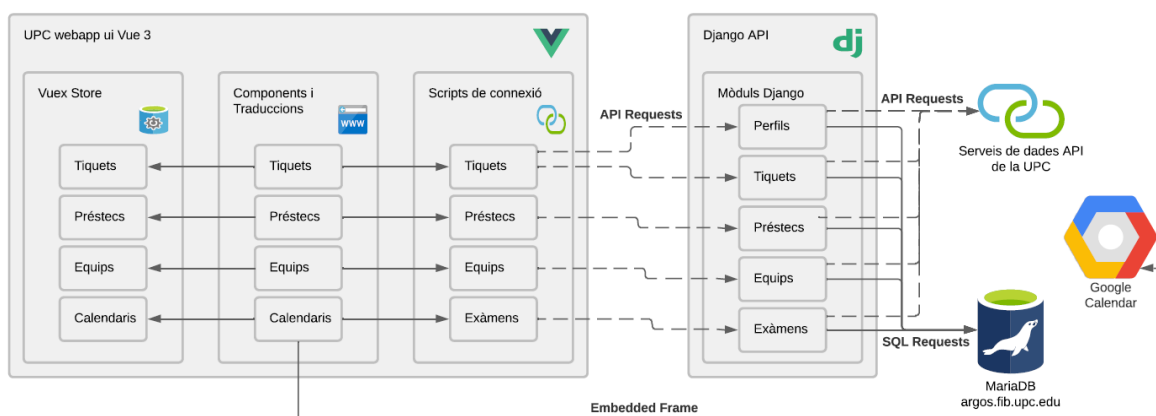 UPC webapp ui Vue 3
Vuex Store
Components i
Traduccions
WWW
Scripts de connexió
Tiquets
Tiquets
Tiquets
Préstecs
Préstecs
Préstecs
Equips
Equips
Equips
Calendaris
Calendaris
Exàmens
API Requests
Django API
dj
Mòduls Django
Perfils
Tiquets
Préstecs
Equips
Exàmens
API Requests
Serveis de dades API
de la UPC
Google
Calendar
SQL Requests
MariaDB
argos.fib.upc.edu
Embedded Frame